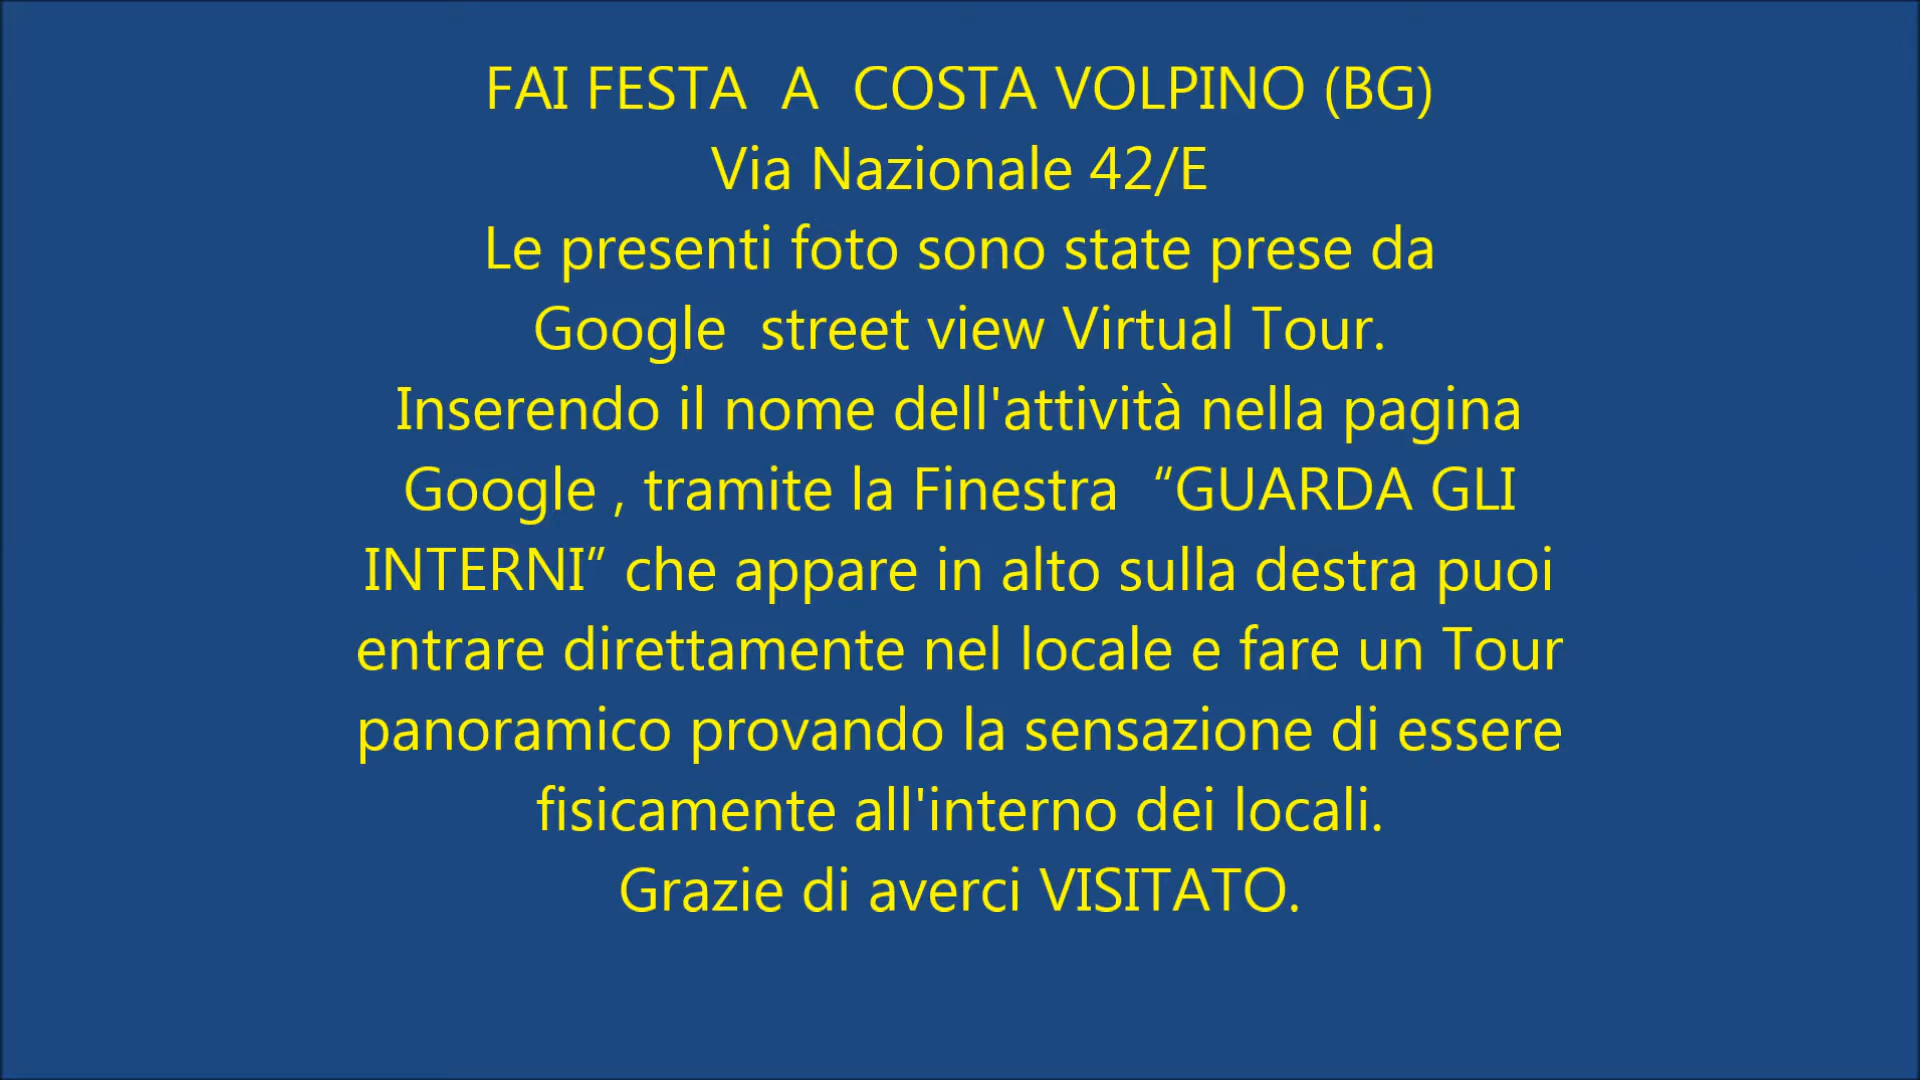 FAI FESTA  A  COSTA VOLPINO (BG)
Via Nazionale 42/E
Le presenti foto sono state prese da
Google  street view Virtual Tour.
Inserendo il nome dell'attività nella pagina
Google , tramite la Finestra  “GUARDA GLI
INTERNI” che appare in alto sulla destra puoi
entrare direttamente nel locale e fare un Tour
panoramico provando la sensazione di essere
fisicamente all'interno dei locali.
Grazie di averci VISITATO.